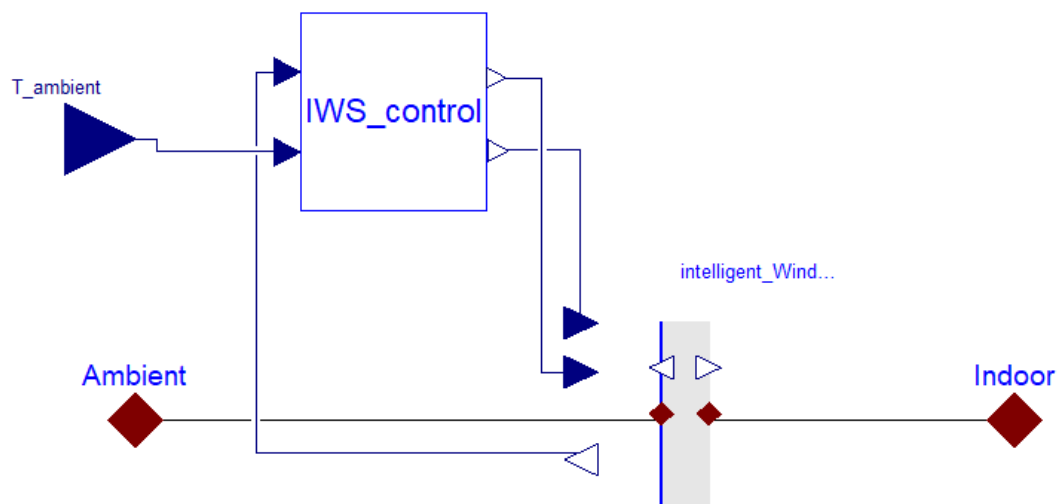 T_ambient
IWS_control
intelligent_Wind...
Ambient
Indoor